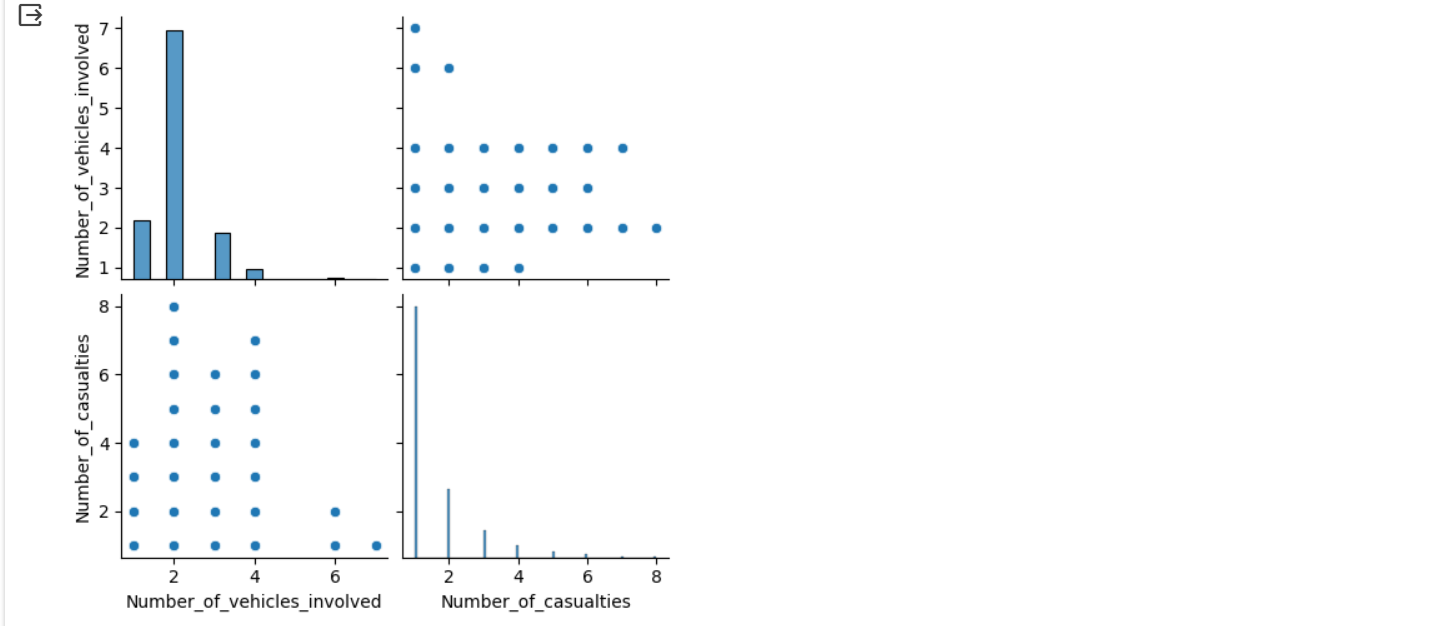 Number_of_vehicles_involved
7
6
5
4
3
2
1
Number_of_casualties
8
6
4
2
2 4 6
2 4 6 8
Number_of_vehicles_involved
Number_of_casualties